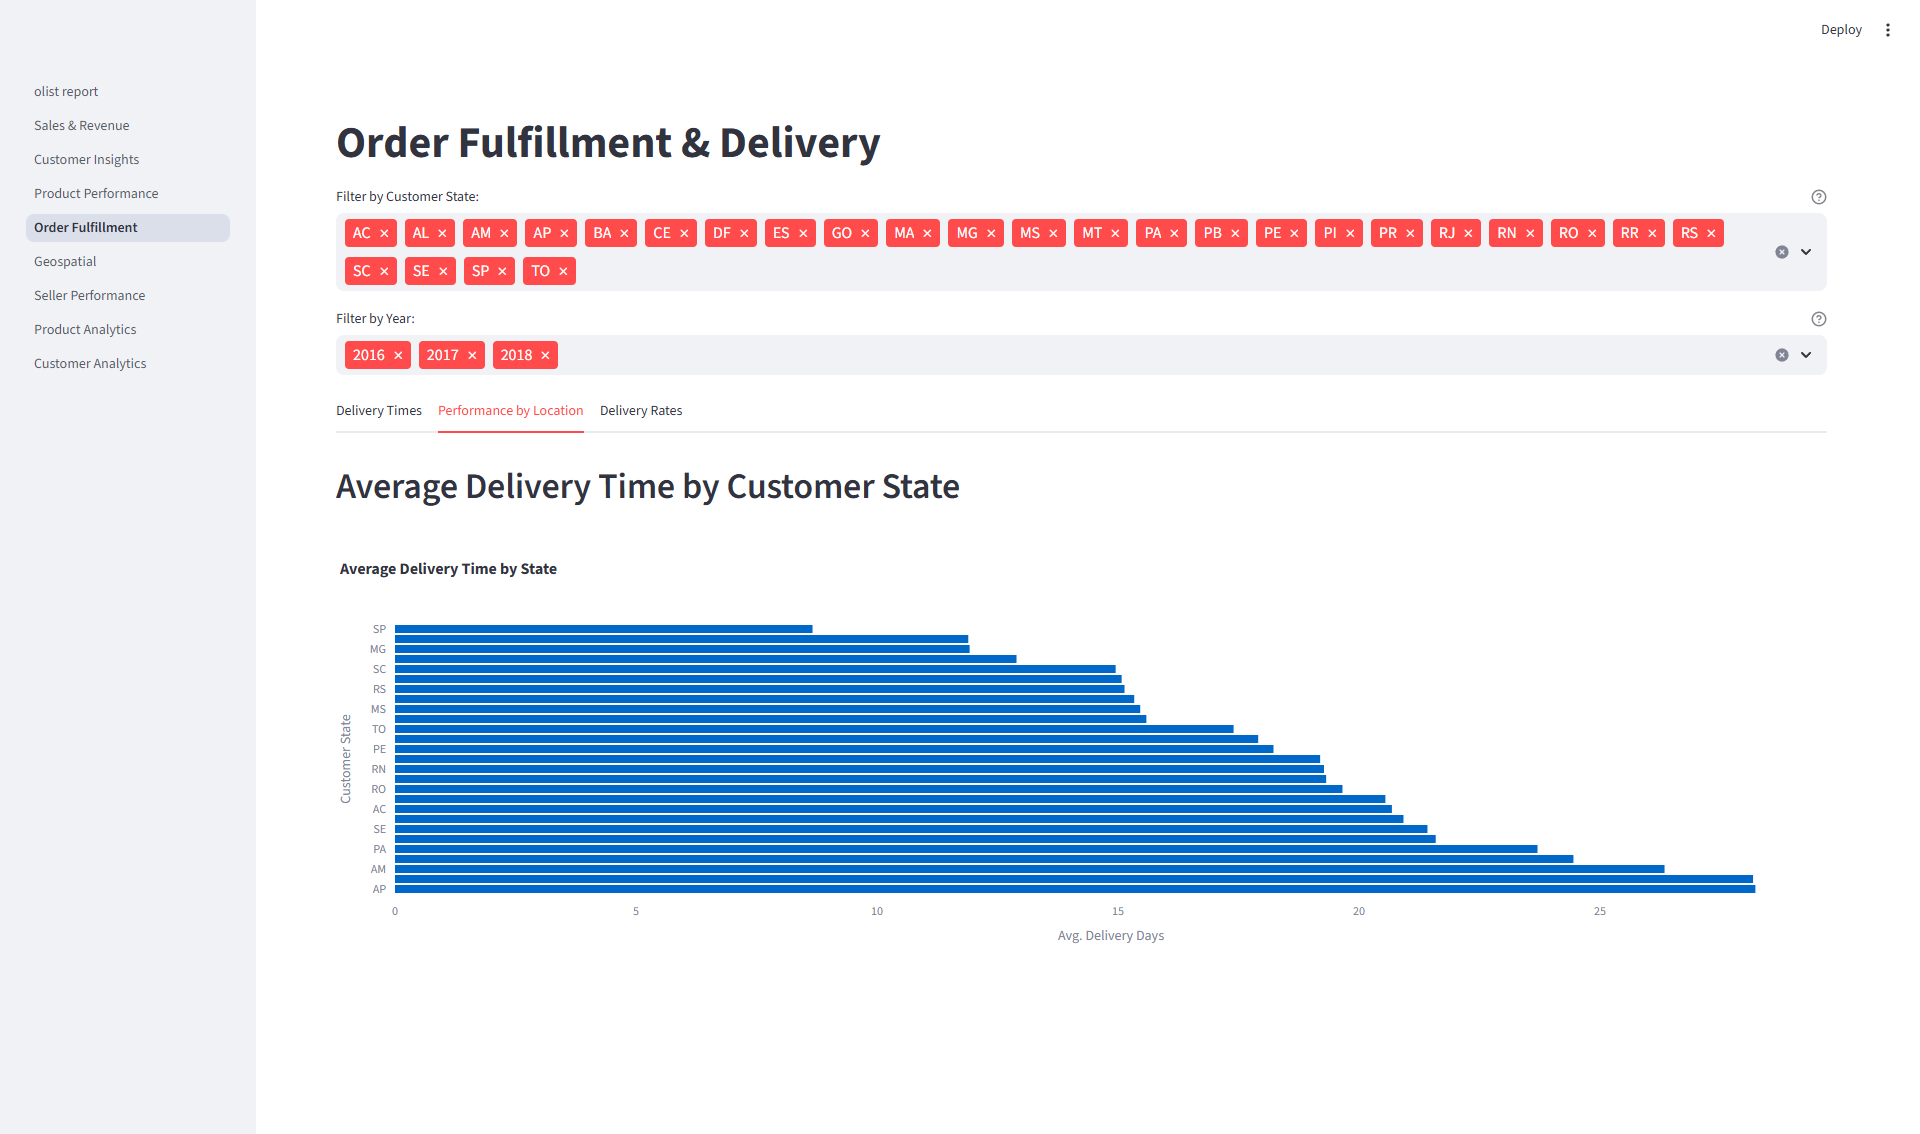 Deploy
olist report
Sales & Revenue
Customer Insights
Product Performance
Order Fulfillment
Geospatial
Seller Performance
Product Analytics
Customer Analytics
Order Fulfillment & Delivery
Filter by Customer State:
AC AL AM AP BA CE DF ES GO MA MG MS MT PA PB PE PI PR RJ RN RO RR RS
SC SE SP TO
Filter by Year:
2016 2017 2018
Delivery Times Performance by Location Delivery Rates
Average Delivery Time by Customer State
Average Delivery Time by State
Customer State
SP
MG
SC
RS
MS
TO
PE
RN
RO
AC
SE
PA
AM
AP
0 5 10 15 20 25
Avg. Delivery Days